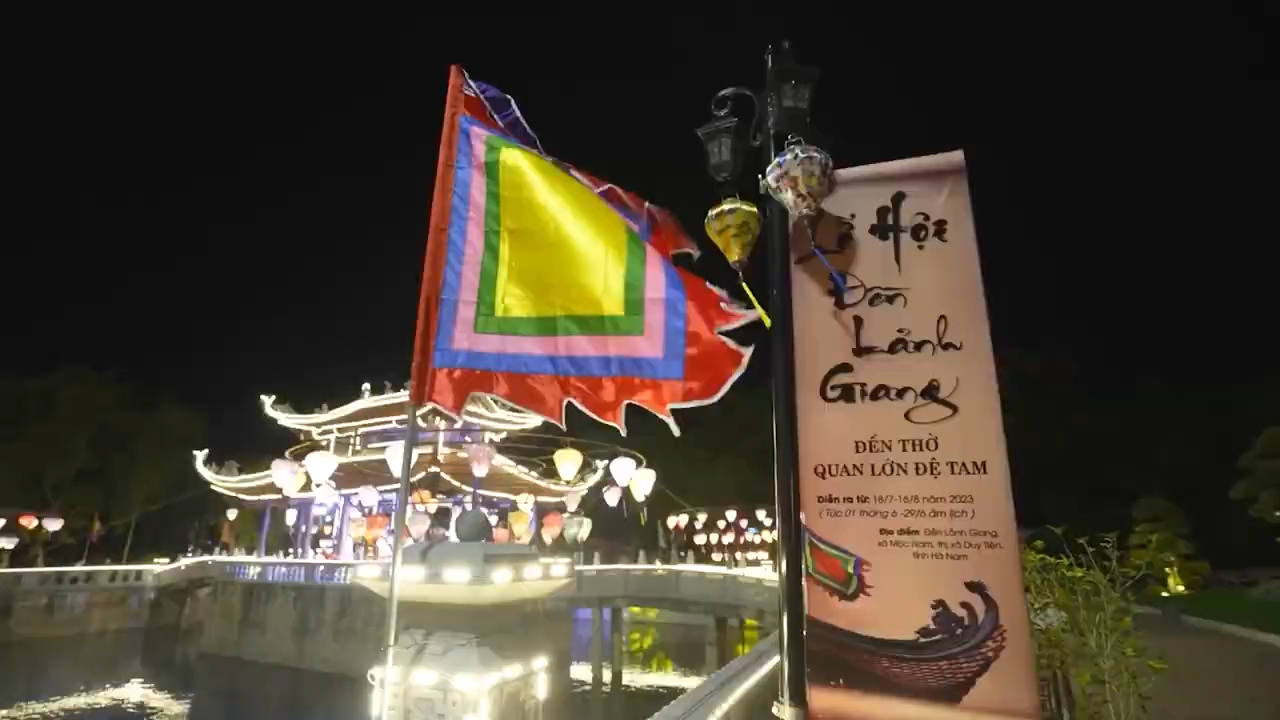 Lễ Hội
Đền
Lảnh
Giang
ĐỀN THỜ
QUAN LỚN ĐỆ TAM
Diễn ra từ: 18/7-16/8 năm 2023
( Tức 01 tháng 6 -29/6 âm lịch )
Địa điểm: Đền Lảnh Giang,
xã Mộc Nam, thị xã Duy Tiên,
tỉnh Hà Nam